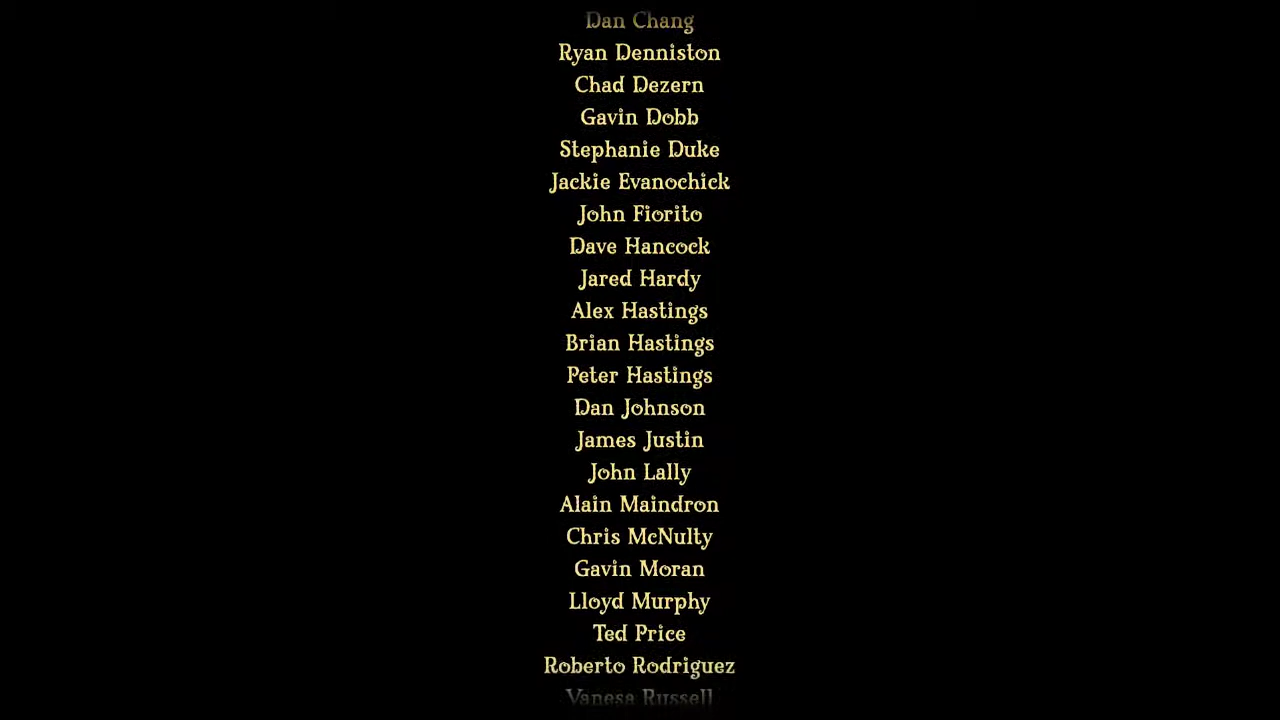 Dan Chang
Ryan Denniston
Chad Dezern
Gavin Dobb
Stephanie Duke
Jackie Evanochick
John Fiorito
Dave Hancock
Jared Hardy
Alex Hastings
Brian Hastings
Peter Hastings
Dan Johnson
James Justin
John Lally
Alain Maindron
Chris McNulty
Gavin Moran
Lloyd Murphy
Ted Price
Roberto Rodriguez
Vanesa Russell